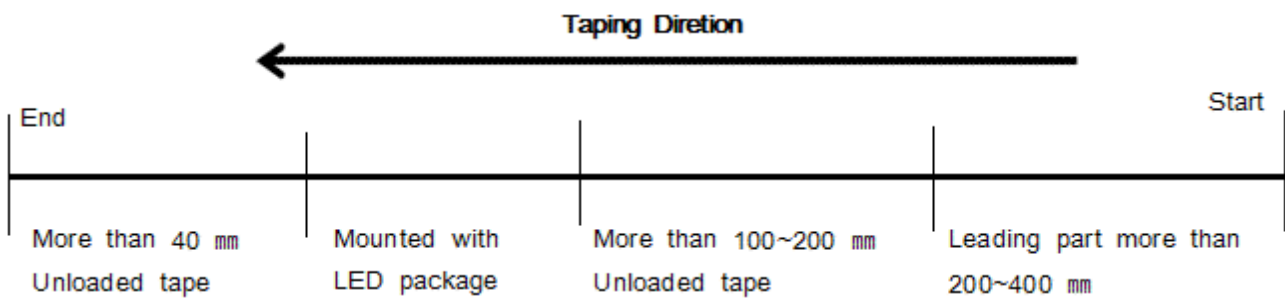 Taping Diretion
End
Start
More than 40 ㎜
Unloaded tape
Mounted with
LED package
More than 100~200 ㎜
Unloaded tape
Leading part more than
200~400 ㎜